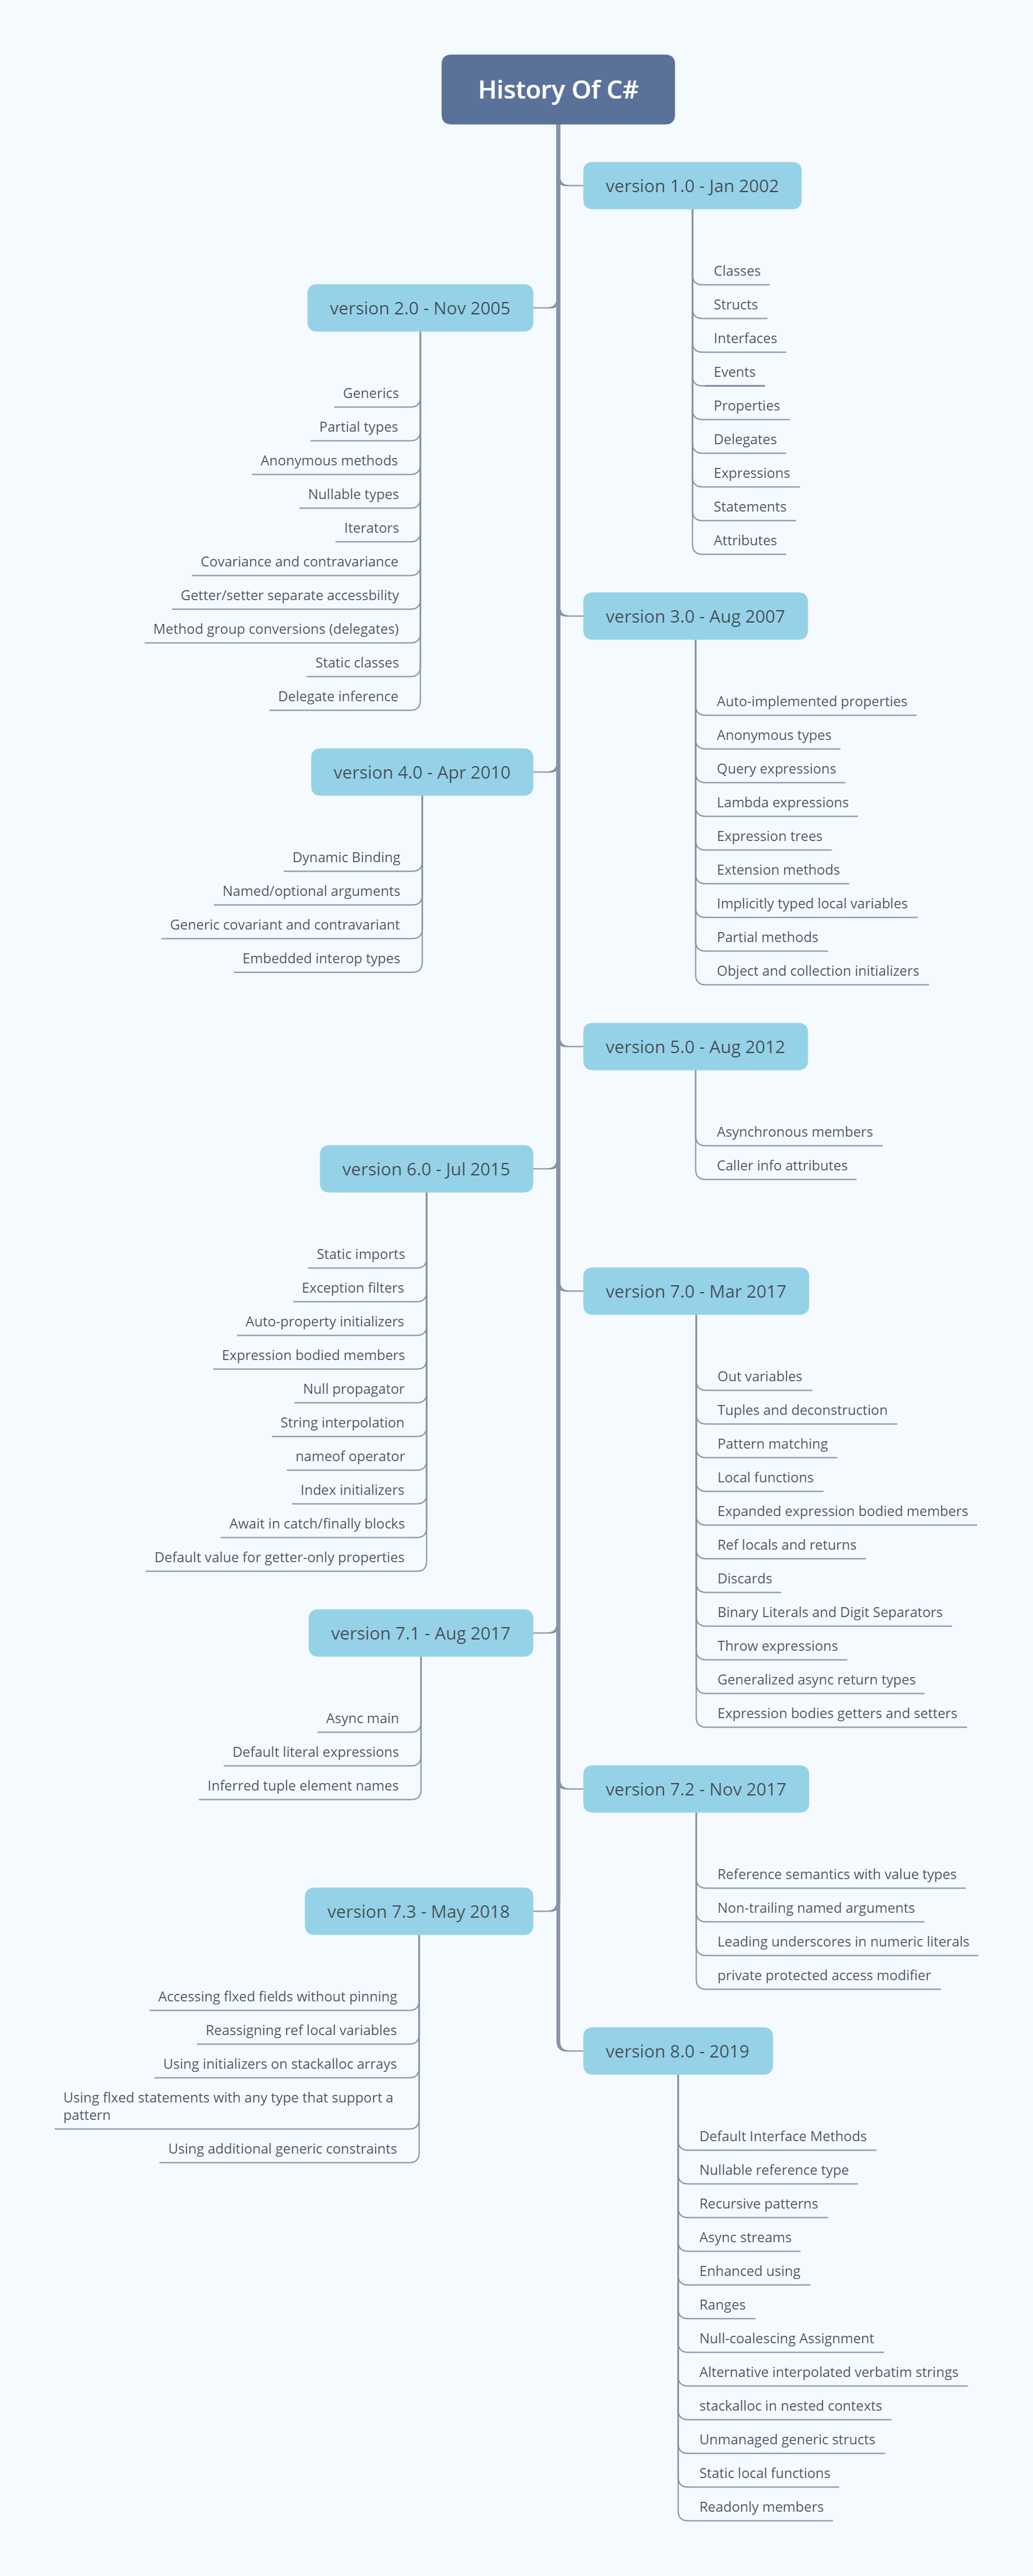 History Of C#
version 1.0 - Jan 2002
Classes
Structs
Interfaces
Events
Properties
Delegates
Expressions
Statements
Attributes
version 2.0 - Nov 2005
Generics
Partial types
Anonymous methods
Nullable types
Iterators
Covariance and contravariance
Getter/setter separate accessbility
Method group conversions (delegates)
Static classes
Delegate inference
version 3.0 - Aug 2007
Auto-implemented properties
Anonymous types
Query expressions
Lambda expressions
Expression trees
Extension methods
Implicitly typed local variables
Partial methods
Object and collection initializers
version 4.0 - Apr 2010
Dynamic Binding
Named/optional arguments
Generic covariant and contravariant
Embedded interop types
version 5.0 - Aug 2012
Asynchronous members
Caller info attributes
version 6.0 - Jul 2015
Static imports
Exception filters
Auto-property initializers
Expression bodied members
Null propagator
String interpolation
nameof operator
Index initializers
Await in catch/finally blocks
Default value for getter-only properties
version 7.0 - Mar 2017
Out variables
Tuples and deconstruction
Pattern matching
Local functions
Expanded expression bodied members
Ref locals and returns
Discards
Binary Literals and Digit Separators
Throw expressions
Generalized async return types
Expression bodies getters and setters
version 7.1 - Aug 2017
Async main
Default literal expressions
Inferred tuple element names
version 7.2 - Nov 2017
Reference semantics with value types
Non-trailing named arguments
Leading underscores in numeric literals
private protected access modifier
version 7.3 - May 2018
Accessing flxed fields without pinning
Reassigning ref local variables
Using initializers on stackalloc arrays
Using flxed statements with any type that support a
pattern
Using additional generic constraints
version 8.0 - 2019
Default Interface Methods
Nullable reference type
Recursive patterns
Async streams
Enhanced using
Ranges
Null-coalescing Assignment
Alternative interpolated verbatim strings
stackalloc in nested contexts
Unmanaged generic structs
Static local functions
Readonly members